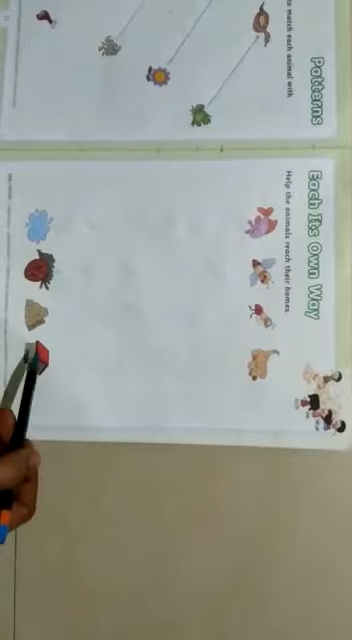 Patterns
to match each animal with
Each Its Own Way
Help the animals reach their homes.